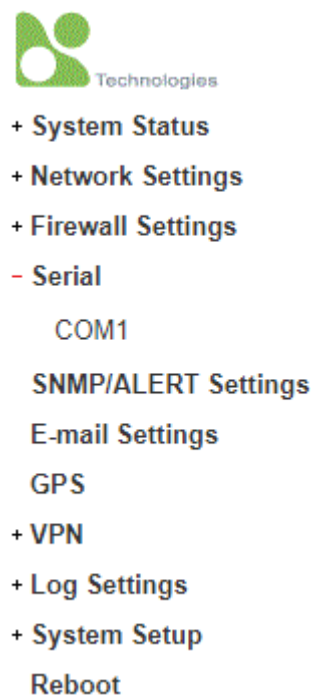 Technologies
+ System Status
+ Network Settings
+ Firewall Settings
- Serial
COM1
SNMP/ALERT Settings
E-mail Settings
GPS
+ VPN
+ Log Settings
+ System Setup
Reboot